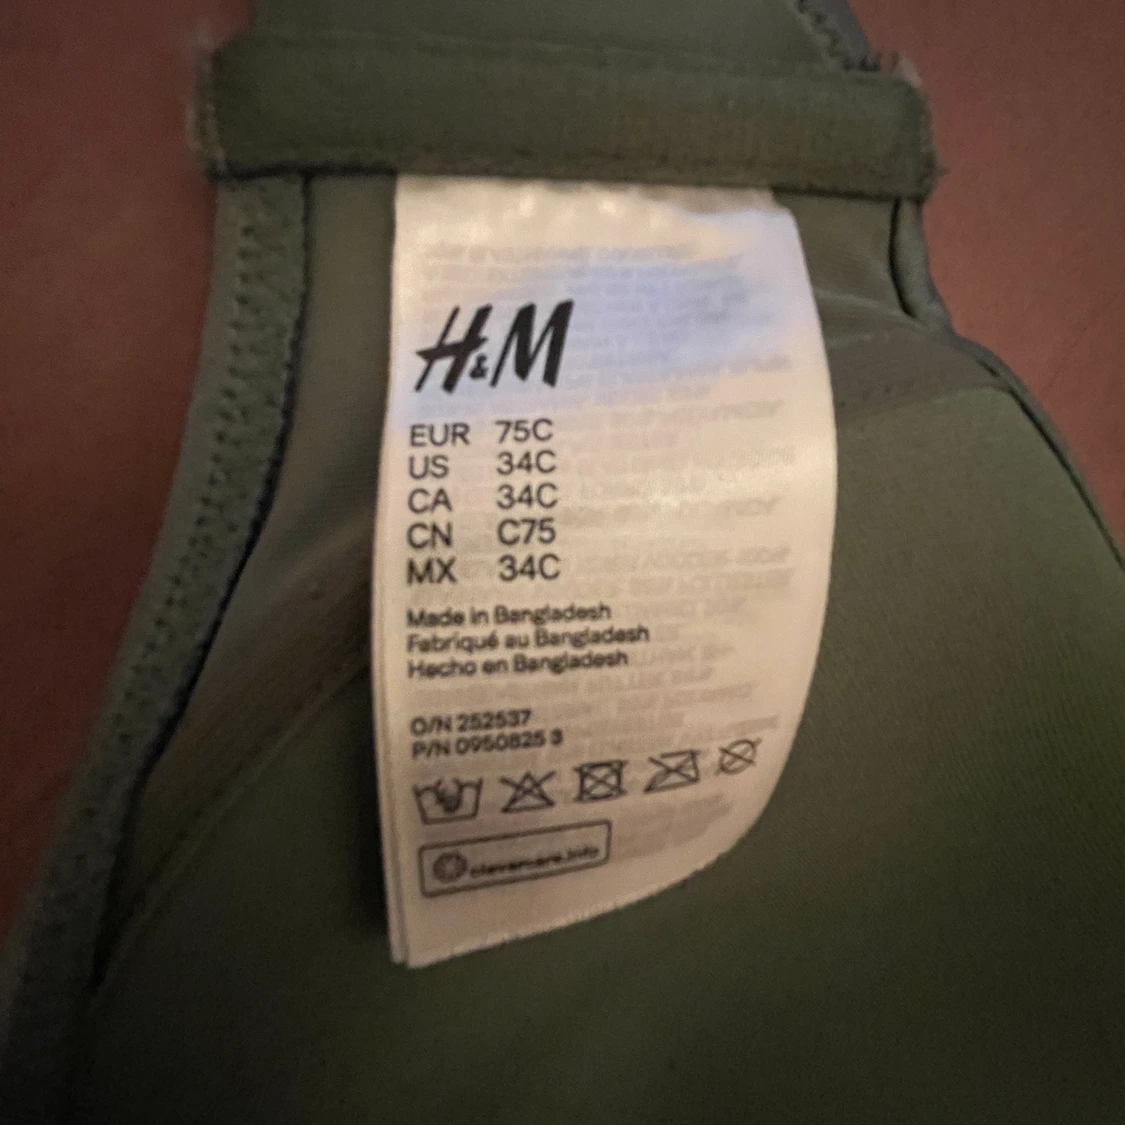 H&M
EUR 75C
US 34C
CA 34C
CN C75
MX 34C
Made in Bangladesh
Fabriqué au Bangladesh
Hecho en Bangladesh
O/N 252537
P/N 0950825 3
clevercare.info